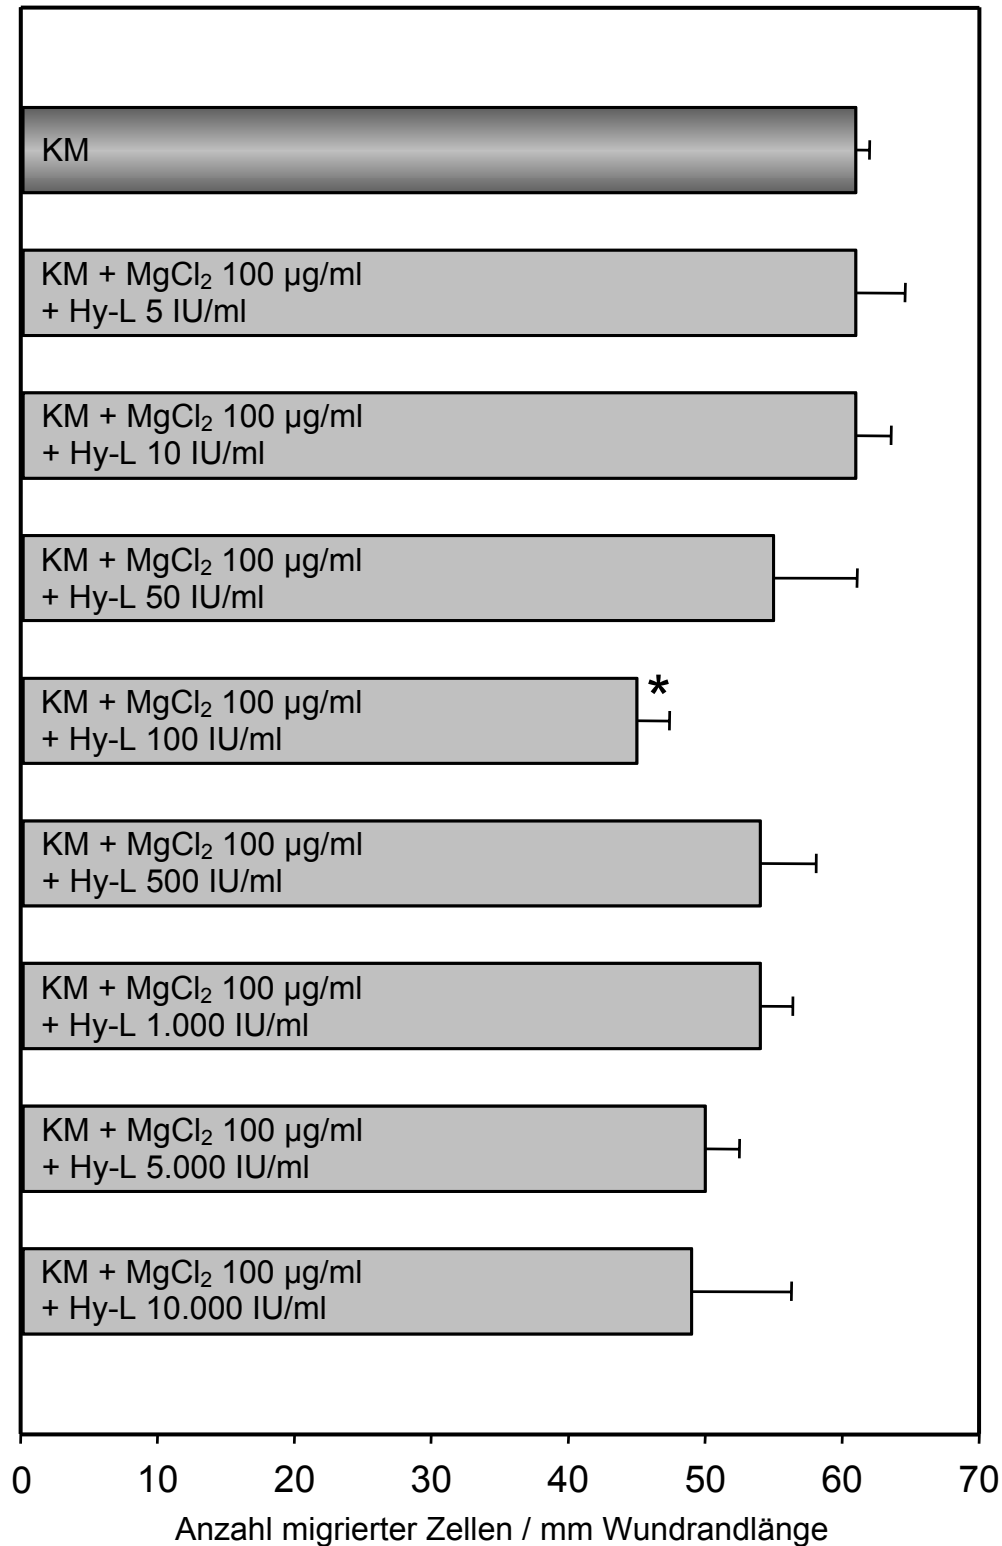 KM
KM + MgCl₂ 100 µg/ml
+ Hy-L 5 IU/ml
KM + MgCl₂ 100 µg/ml
+ Hy-L 10 IU/ml
KM + MgCl₂ 100 µg/ml
+ Hy-L 50 IU/ml
*
KM + MgCl₂ 100 µg/ml
+ Hy-L 100 IU/ml
KM + MgCl₂ 100 µg/ml
+ Hy-L 500 IU/ml
KM + MgCl₂ 100 µg/ml
+ Hy-L 1.000 IU/ml
KM + MgCl₂ 100 µg/ml
+ Hy-L 5.000 IU/ml
KM + MgCl₂ 100 µg/ml
+ Hy-L 10.000 IU/ml
0 10 20 30 40 50 60 70
Anzahl migrierter Zellen / mm Wundrandlänge